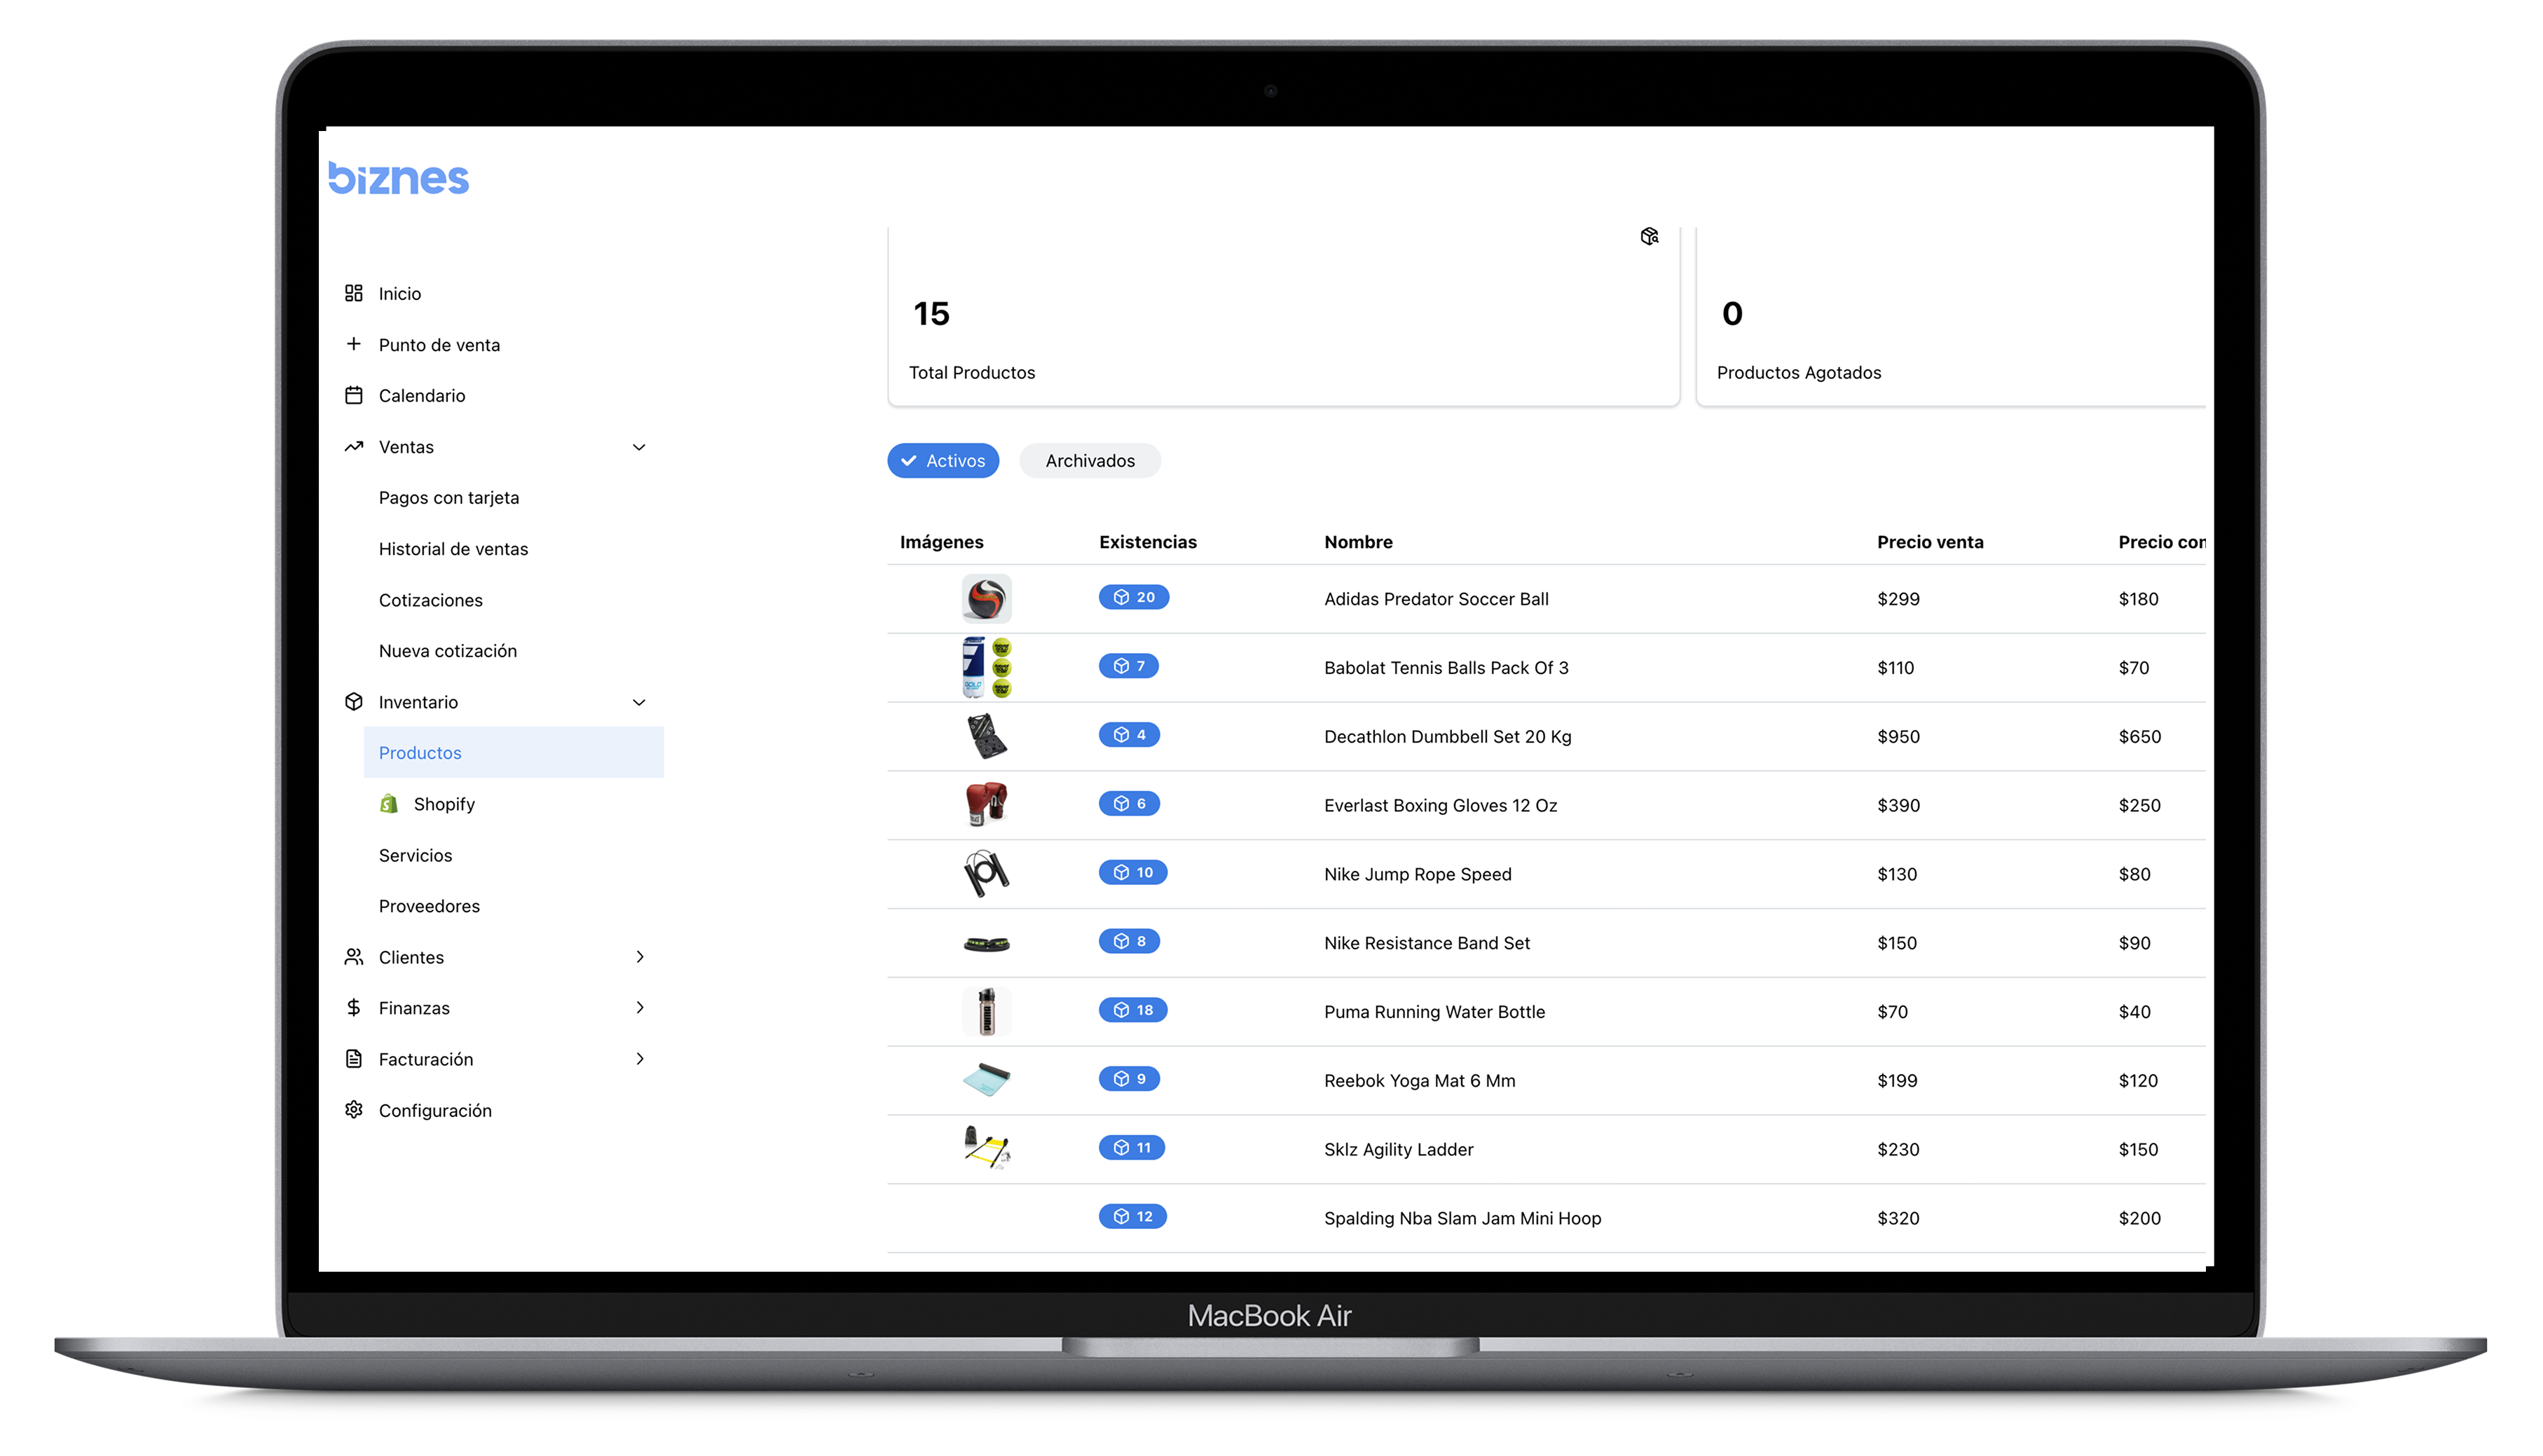 biznes
Inicio
Punto de venta
Calendario
Ventas
Pagos con tarjeta
Historial de ventas
Cotizaciones
Nueva cotización
Inventario
Productos
Shopify
Servicios
Proveedores
Clientes
Finanzas
Facturación
Configuración
15
Total Productos
0
Productos Agotados
Activos
Archivados
Imágenes Existencias Nombre Precio venta Precio con
20 Adidas Predator Soccer Ball $299 $180
7 Babolat Tennis Balls Pack Of 3 $110 $70
4 Decathlon Dumbbell Set 20 Kg $950 $650
6 Everlast Boxing Gloves 12 Oz $390 $250
10 Nike Jump Rope Speed $130 $80
8 Nike Resistance Band Set $150 $90
18 Puma Running Water Bottle $70 $40
9 Reebok Yoga Mat 6 Mm $199 $120
11 Sklz Agility Ladder $230 $150
12 Spalding Nba Slam Jam Mini Hoop $320 $200
MacBook Air